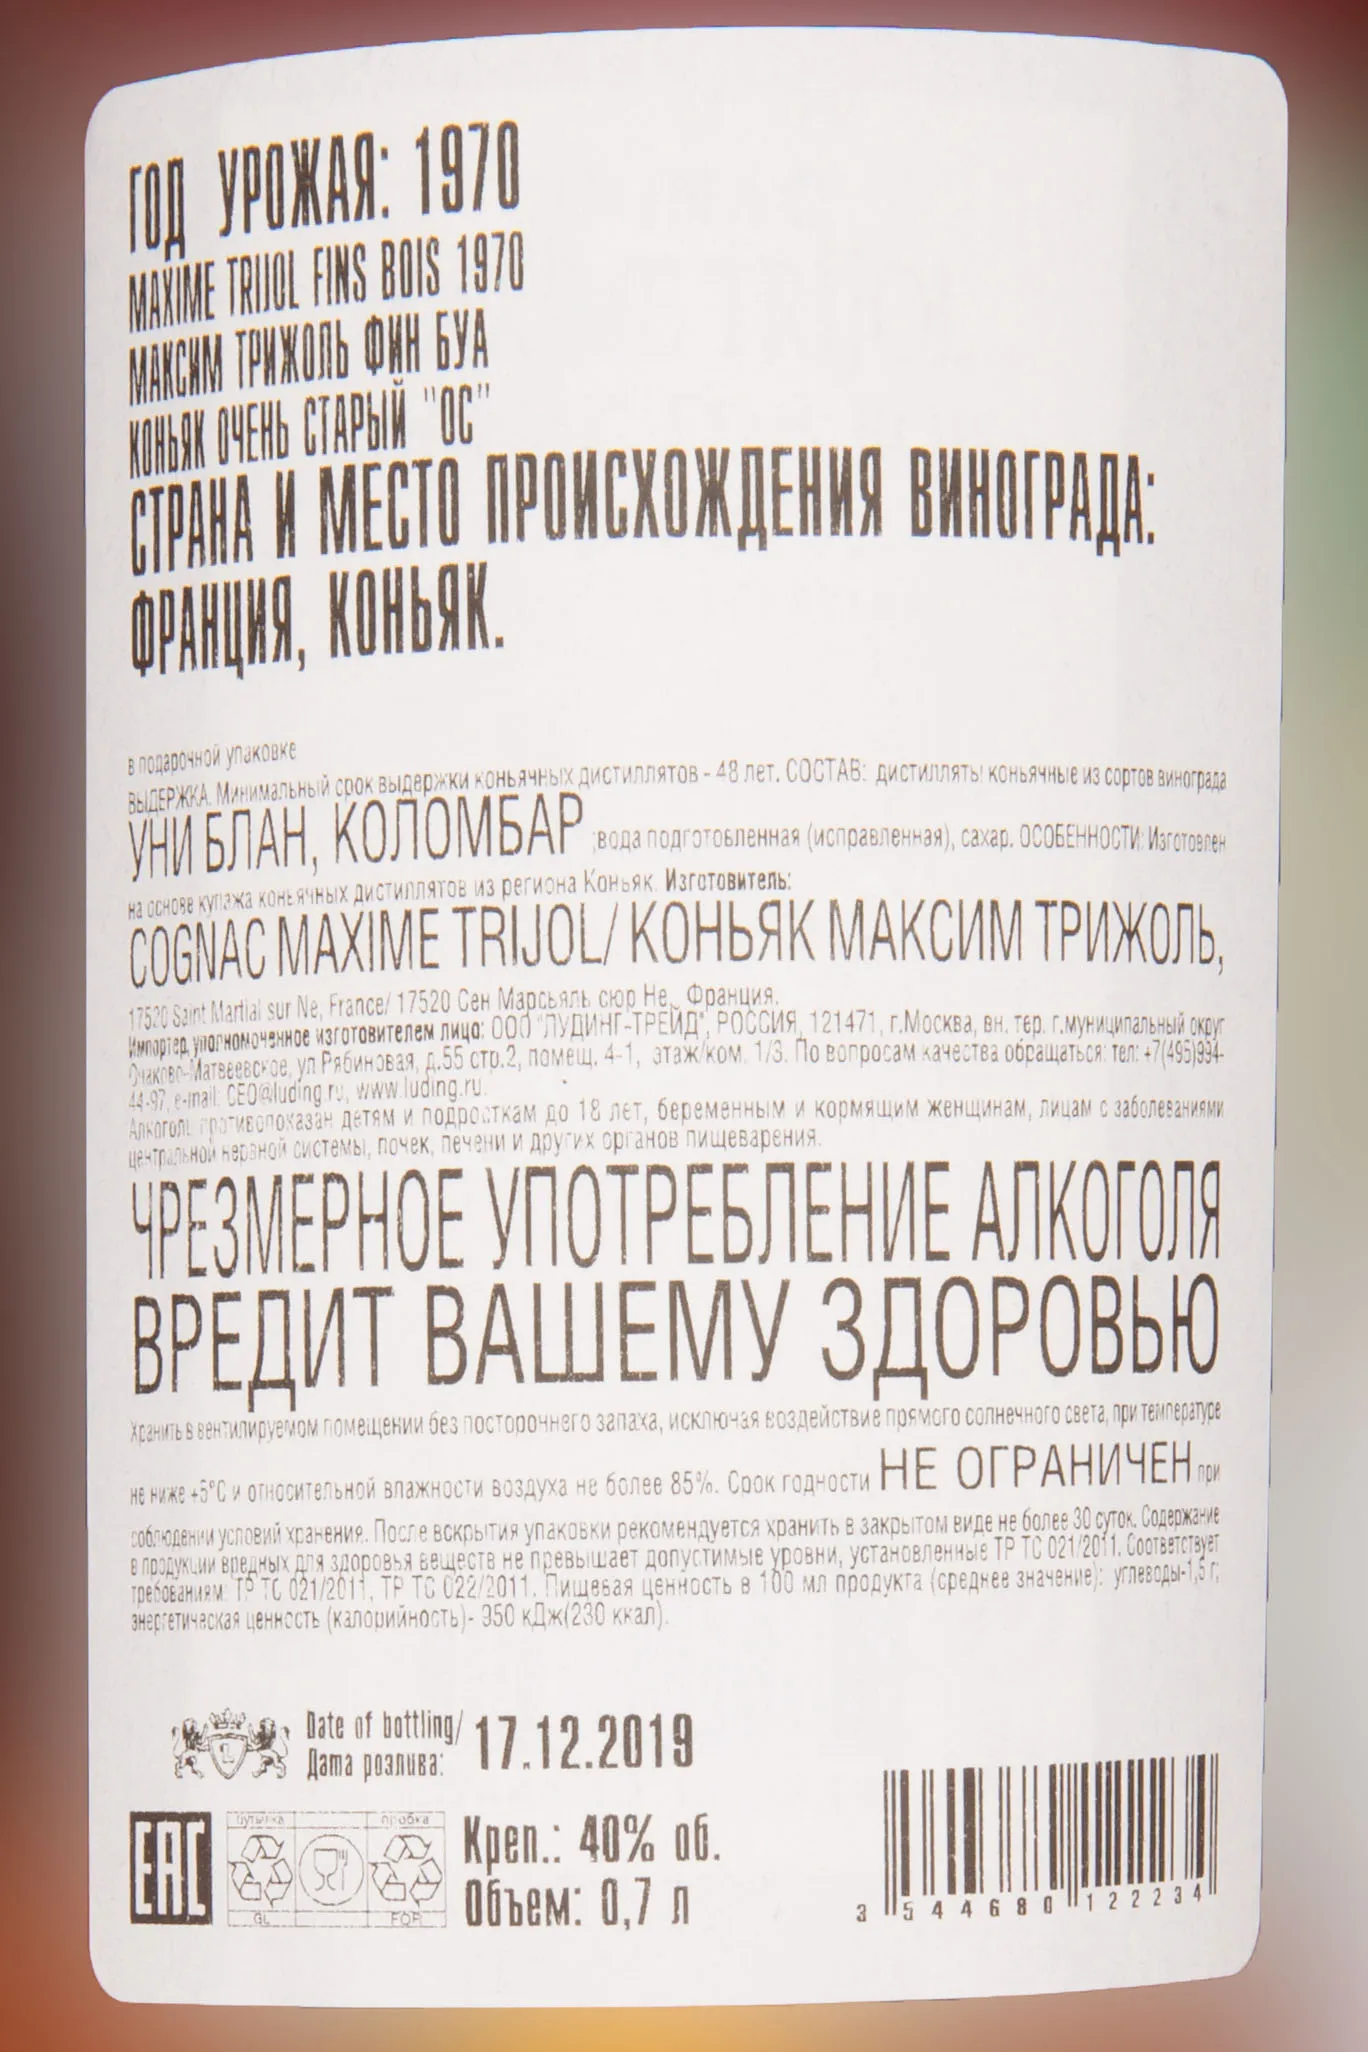 ГОД УРОЖАЯ: 1970
MAXIME TRIJOL FINS BOIS 1970
МАКСИМ ТРИЖОЛЬ ФИН БУА
КОНЬЯК ОЧЕНЬ СТАРЫЙ "ОС"
СТРАНА И МЕСТО ПРОИСХОЖДЕНИЯ ВИНОГРАДА:
ФРАНЦИЯ, КОНЬЯК.
в подарочной упаковке
ВЫДЕРЖКА. Минимальный срок выдержки коньячных дистиллятов - 48 лет. СОСТАВ: дистилляты коньячные из сортов винограда
УНИ БЛАН, КОЛОМБАР ;вода подготовленная (исправленная), сахар. ОСОБЕННОСТИ: Изготовлен
на основе купажа коньячных дистиллятов из региона Коньяк. Изготовитель:
COGNAC MAXIME TRIJOL/ КОНЬЯК МАКСИМ ТРИЖОЛЬ,
17520 Saint Martial sur Ne, France/ 17520 Сен Марсьяль сюр Не, Франция.
Импортер, уполномоченное изготовителем лицо: ООО "ЛУДИНГ-ТРЕЙД", РОССИЯ, 121471, г.Москва, вн. тер. г.муниципальный округ
Очаково-Матвеевское, ул Рябиновая, д.55 стр.2, помещ. 4-1, этаж/ком. 1/3. По вопросам качества обращаться: тел: +7(495)994-
44-97, e-mail: CEO@luding.ru, www.luding.ru.
Алкоголь противопоказан детям и подросткам до 18 лет, беременным и кормящим женщинам, лицам с заболеваниями
центральной нервной системы, почек, печени и других органов пищеварения.
ЧРЕЗМЕРНОЕ УПОТРЕБЛЕНИЕ АЛКОГОЛЯ
ВРЕДИТ ВАШЕМУ ЗДОРОВЬЮ
Хранить в вентилируемом помещении без постороннего запаха, исключая воздействие прямого солнечного света, при температуре
не ниже +5°С и относительной влажности воздуха не более 85%. Срок годности НЕ ОГРАНИЧЕН при
соблюдении условий хранения. После вскрытия упаковки рекомендуется хранить в закрытом виде не более 30 суток. Содержание
в продукции вредных для здоровья веществ не превышает допустимые уровни, установленные ТР ТС 021/2011. Соответствует
требованиям: ТР ТС 021/2011, ТР ТС 022/2011. Пищевая ценность в 100 мл продукта (среднее значение): углеводы-1,5 г;
энергетическая ценность (калорийность)- 950 кДж(230 ккал).
Date of bottling/
Дата розлива: 17.12.2019
EAC
бутылка пробка
GL FOR
Креп.: 40% об.
Объем: 0,7 л
3 544680 122234